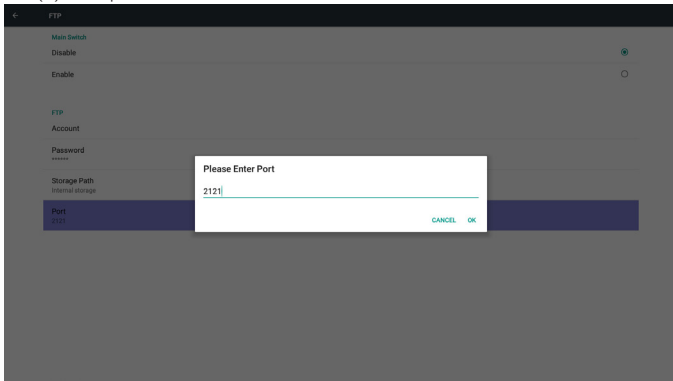 FTP
Main Switch
Disable
Enable
FTP
Account
Password
******
Storage Path
Internal storage
Port
2121
Please Enter Port
2121
CANCEL OK